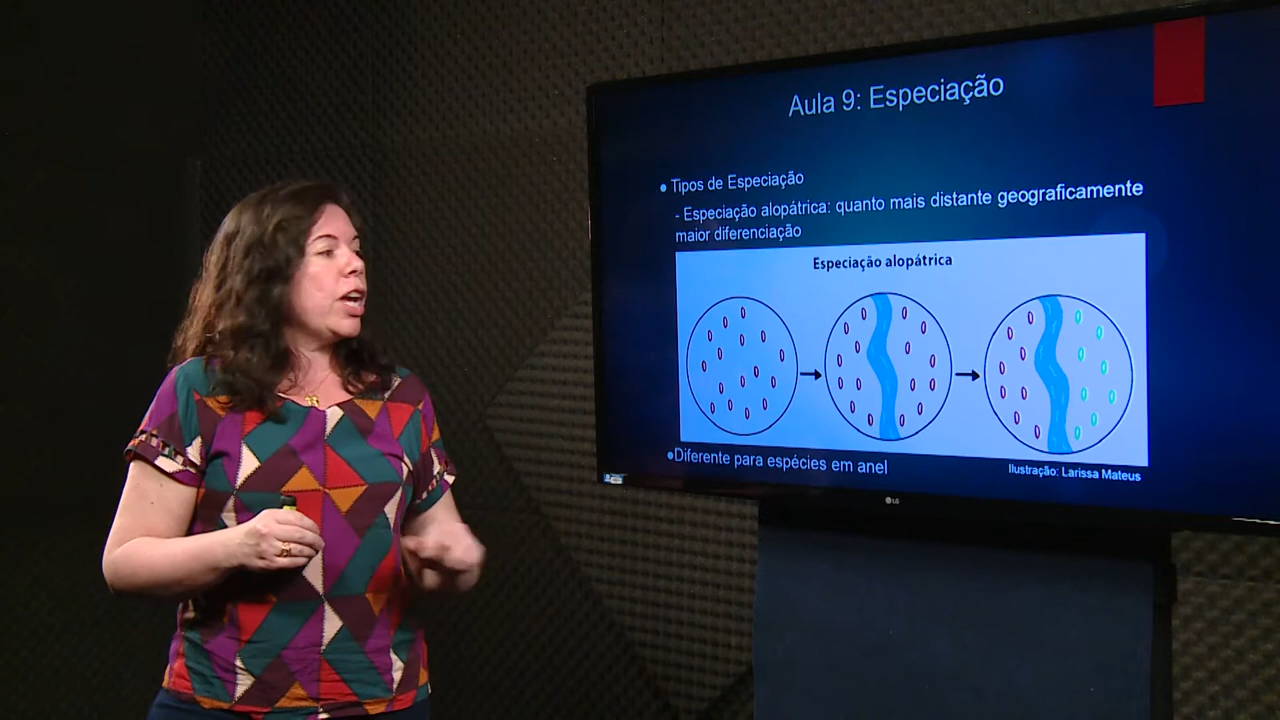 Aula 9: Especiação
● Tipos de Especiação
- Especiação alopátrica: quanto mais distante geograficamente
maior diferenciação
Especiação alopátrica
●Diferente para espécies em anel
Ilustração: Larissa Mateus
LG